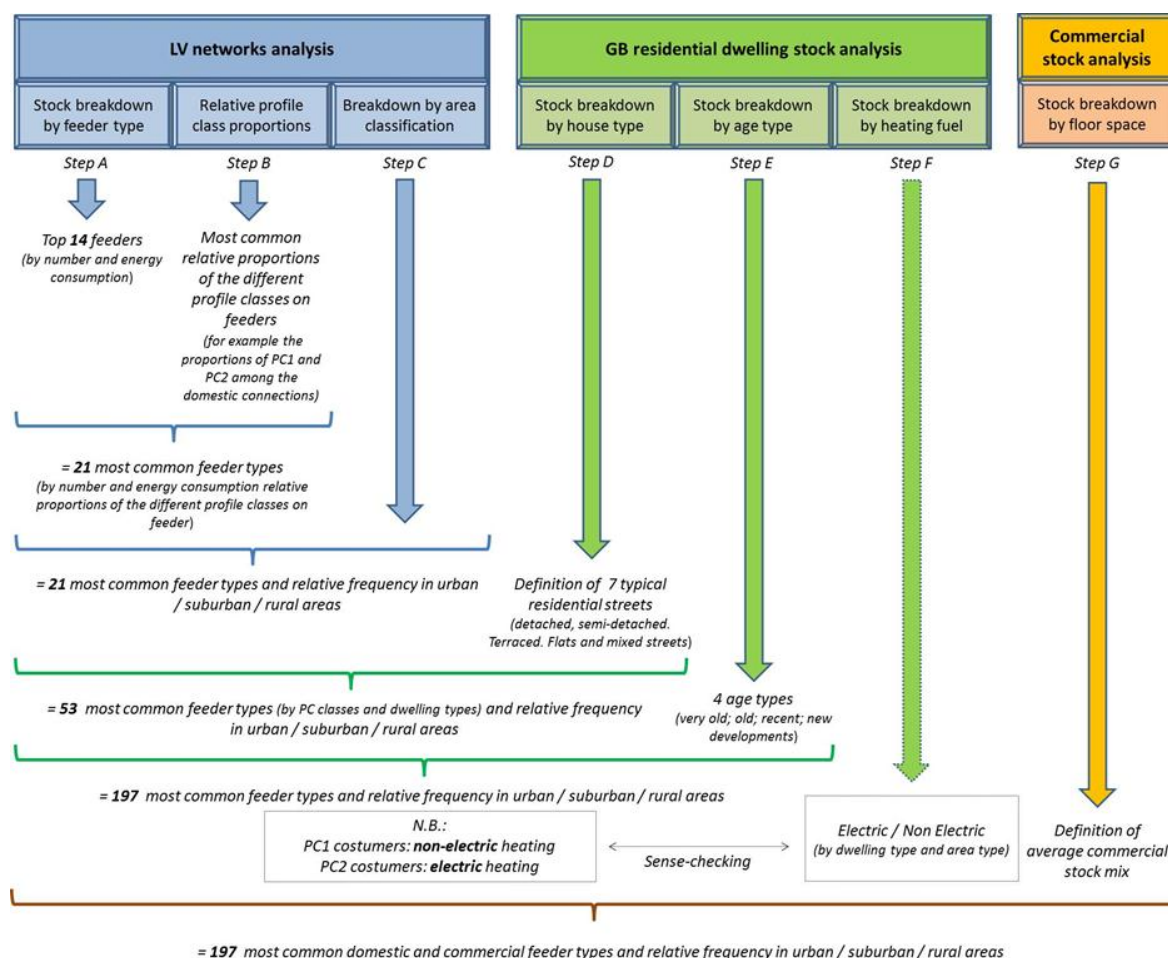 LV networks analysis
GB residential dwelling stock analysis
Commercial
stock analysis
Stock breakdown
by feeder type
Relative profile
class proportions
Breakdown by area
classification
Stock breakdown
by house type
Stock breakdown
by age type
Stock breakdown
by heating fuel
Stock breakdown
by floor space
Step A
Step B
Step C
Step D
Step E
Step F
Step G
Top 14 feeders
(by number and energy
consumption)
Most common
relative proportions
of the different
profile classes on
feeders
(for example the
proportions of PC1 and
PC2 among the
domestic connections)
= 21 most common feeder types
(by number and energy consumption relative
proportions of the different profile classes on
feeder)
= 21 most common feeder types and relative frequency in urban
/ suburban / rural areas
Definition of 7 typical
residential streets
(detached, semi-detached.
Terraced. Flats and mixed streets)
= 53 most common feeder types (by PC classes and dwelling types) and relative frequency
in urban / suburban / rural areas
4 age types
(very old; old; recent; new
developments)
= 197 most common feeder types and relative frequency in urban / suburban / rural areas
N.B.:
PC1 costumers: non-electric heating
PC2 costumers: electric heating
Sense-checking
Electric / Non Electric
(by dwelling type and area type)
Definition of
average commercial
stock mix
= 197 most common domestic and commercial feeder types and relative frequency in urban / suburban / rural areas